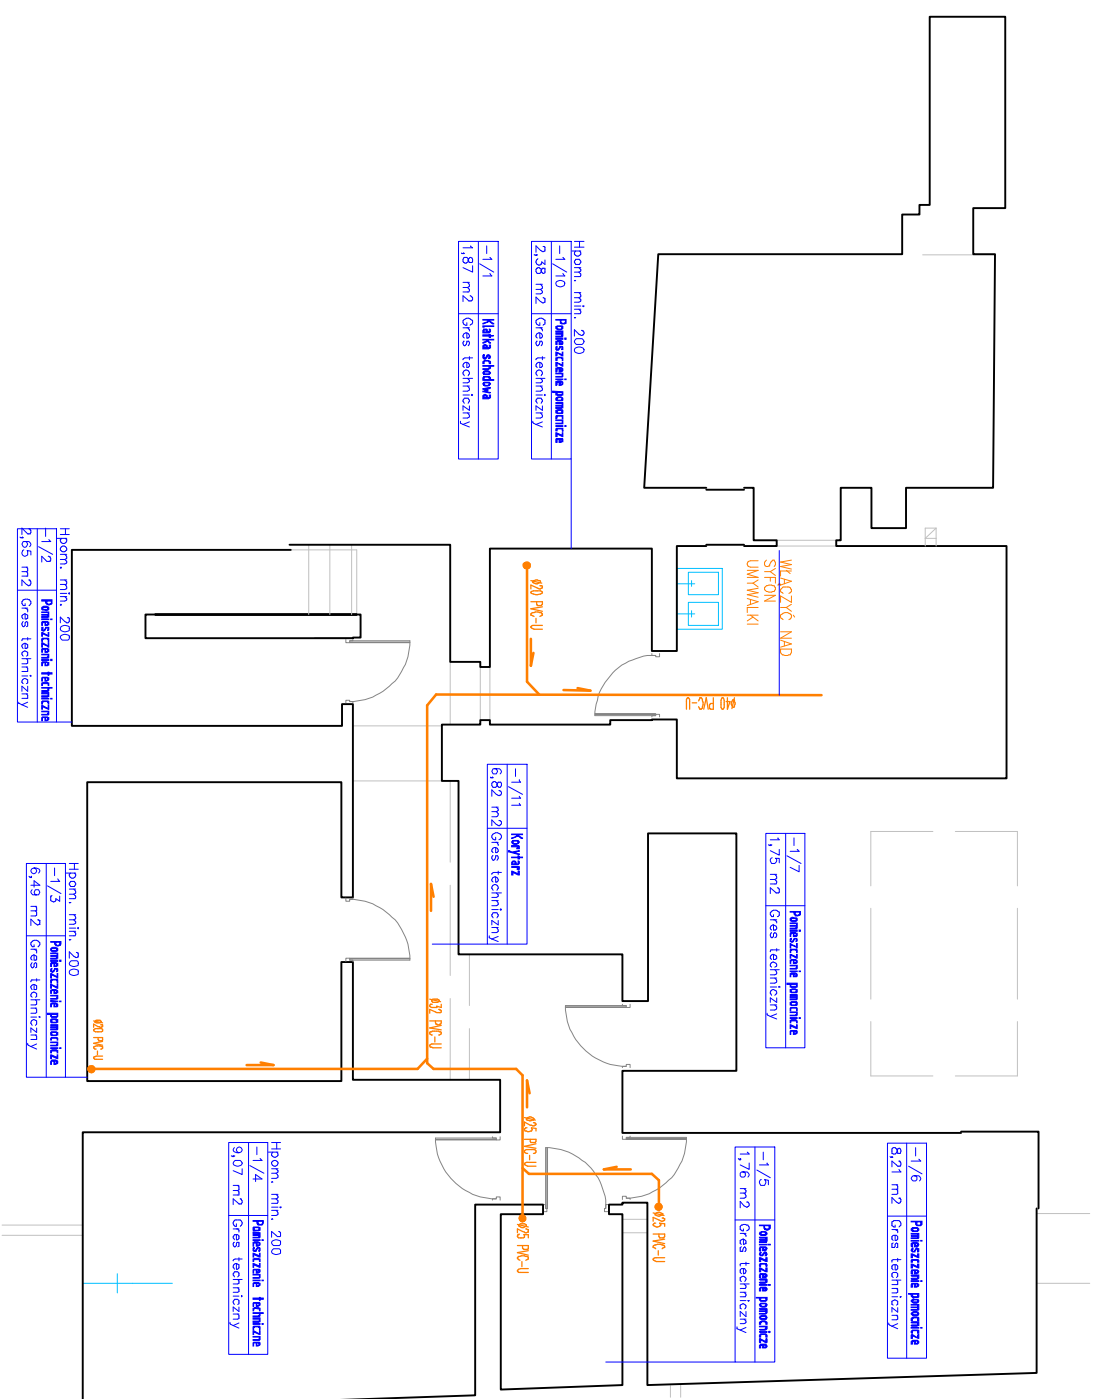 Hpom. min. 200
-1/10 Pomieszczenie pomocnicze
2,38 m2 Gres techniczny
-1/1 Klatka schodowa
1,87 m2 Gres techniczny
WŁĄCZYĆ NAD
SYFON
UMYWALKI
Hpom. min. 200
-1/2 Pomieszczenie techniczne
2,65 m2 Gres techniczny
ø20 PVC-U
ø40 PVC-U
-1/11 Korytarz
6,82 m2 Gres techniczny
-1/7 Pomieszczenie pomocnicze
1,75 m2 Gres techniczny
Hpom. min. 200
-1/3 Pomieszczenie pomocnicze
6,49 m2 Gres techniczny
ø20 PVC-U
ø32 PVC-U
ø25 PVC-U
ø25 PVC-U
ø25 PVC-U
Hpom. min. 200
-1/4 Pomieszczenie techniczne
9,07 m2 Gres techniczny
-1/5 Pomieszczenie pomocnicze
1,76 m2 Gres techniczny
-1/6 Pomieszczenie pomocnicze
8,21 m2 Gres techniczny